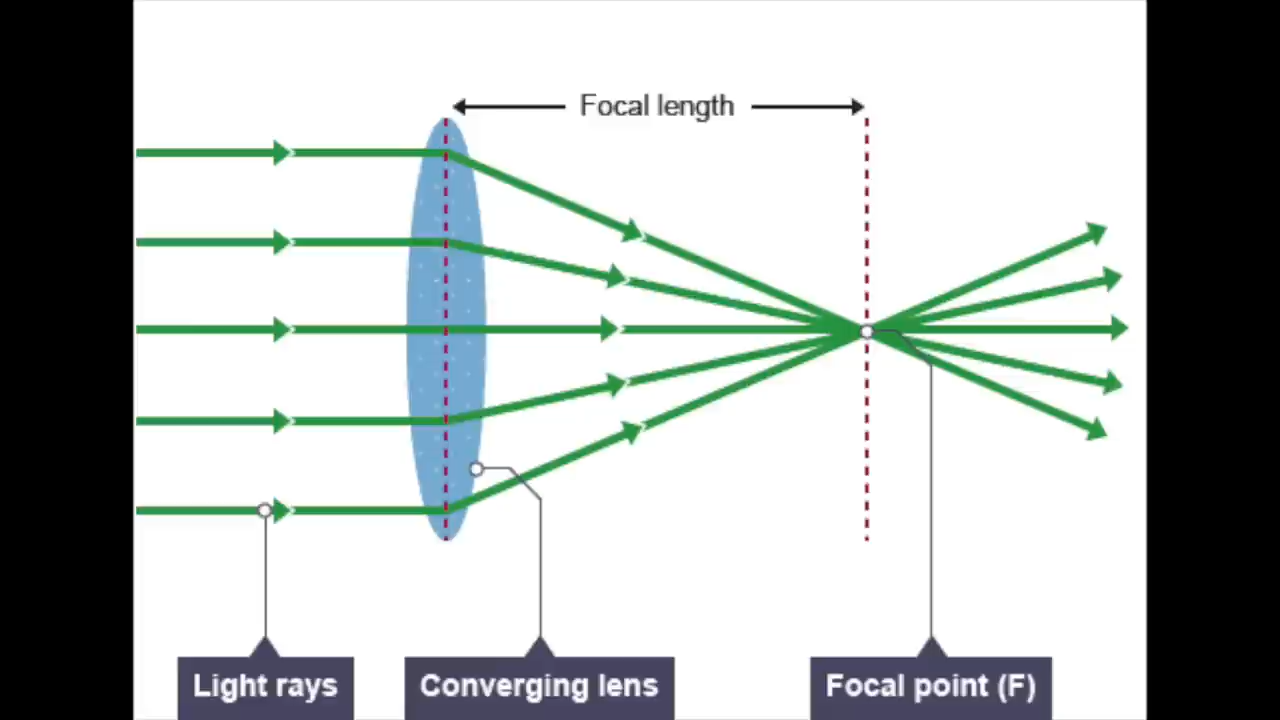 Focal length
Light rays
Converging lens
Focal point (F)